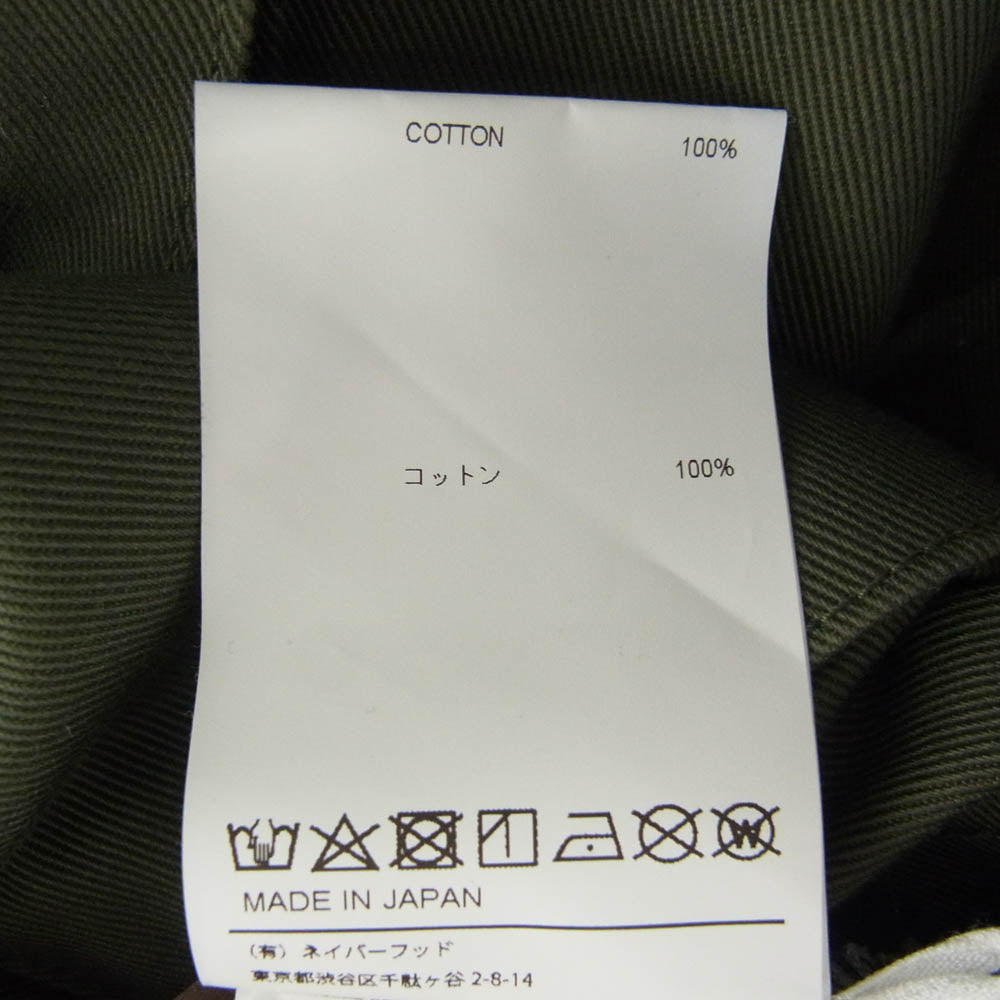 COTTON 100%
コットン 100%
W
MADE IN JAPAN
(有) ネイバーフッド
東京都渋谷区千駄ヶ谷 2-8-14